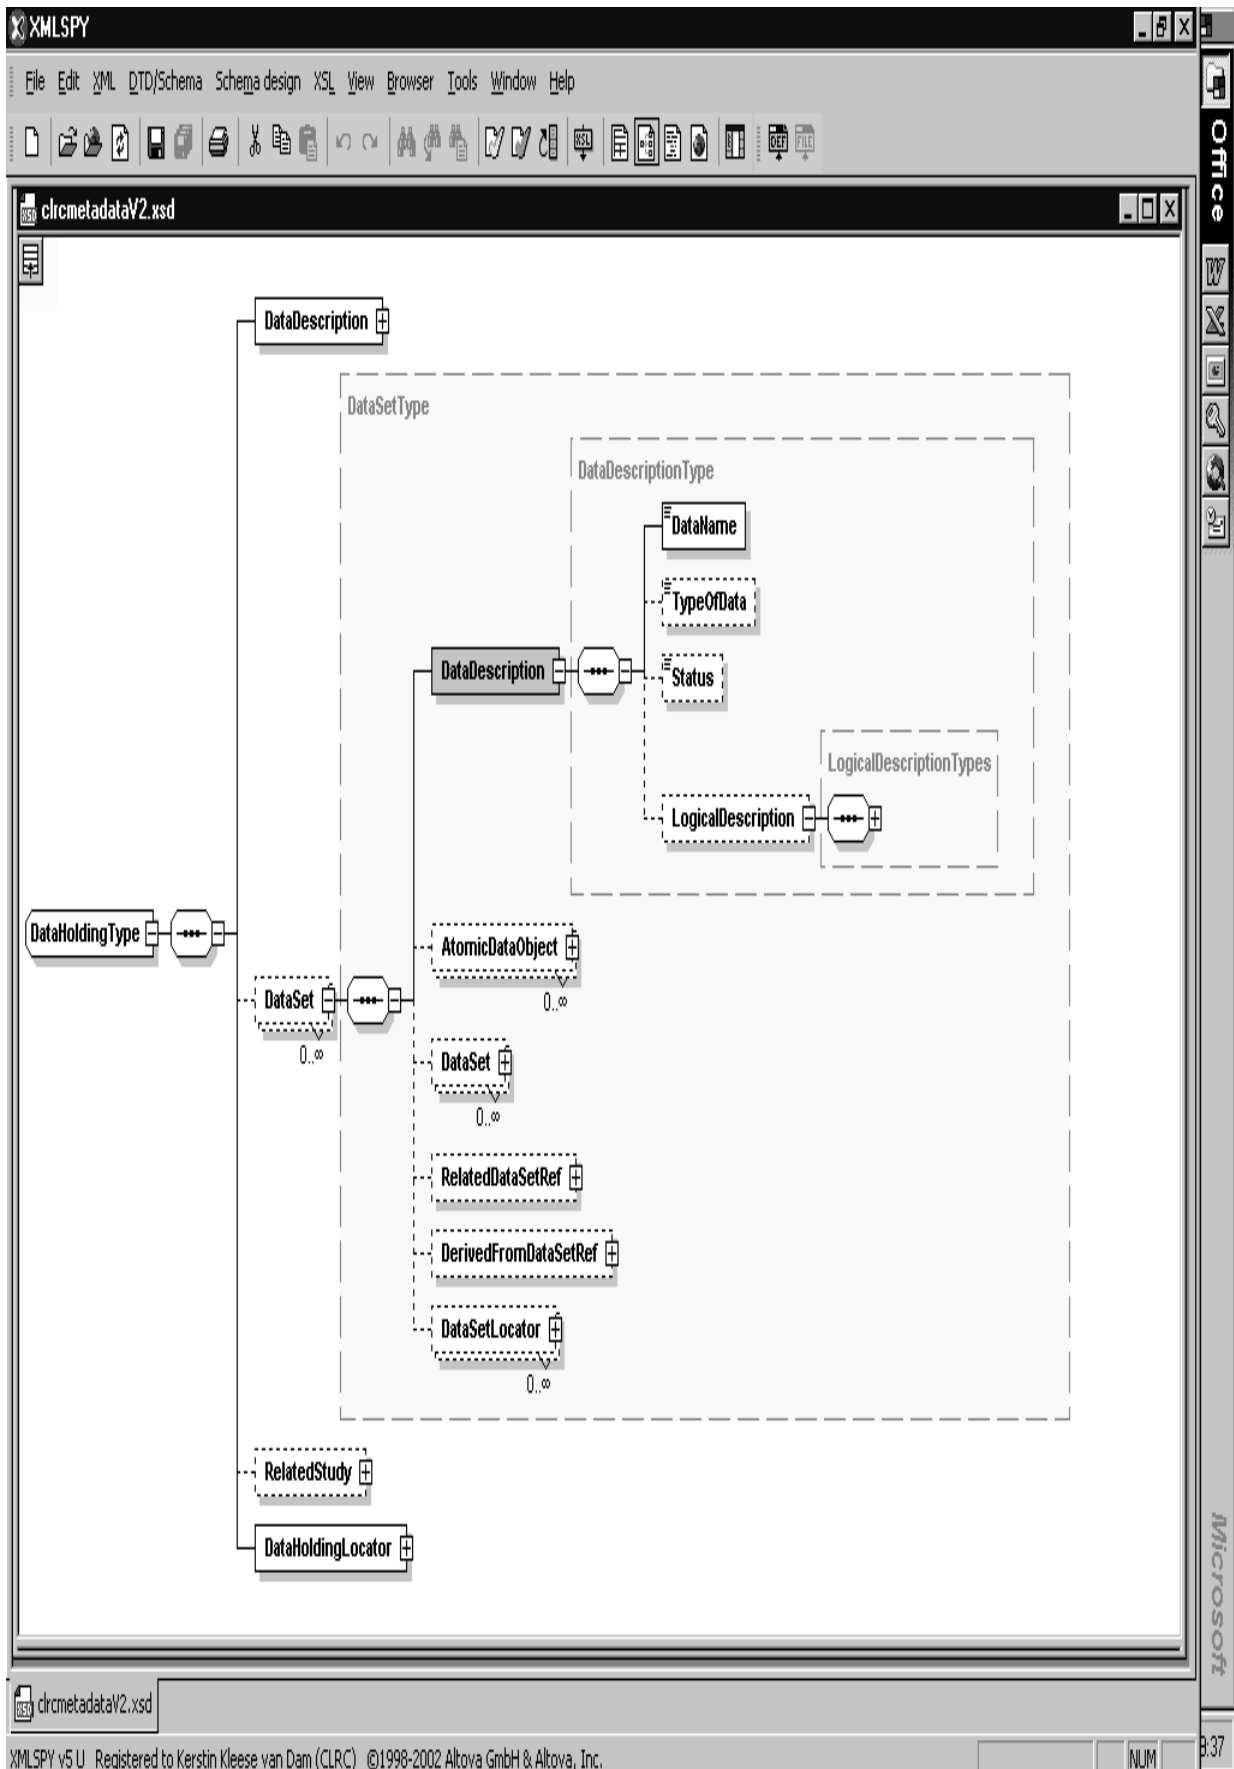 XMLSPY
File Edit XML DTD/Schema Schema design XSL View Browser Tools Window Help
XSL DEF FILE
Office
clrcmetadataV2.xsd
DataDescription
DataSetType
DataDescriptionType
DataName
TypeOfData
DataDescription
Status
LogicalDescriptionTypes
LogicalDescription
DataHoldingType
AtomicDataObject
0..∞
DataSet
0..∞
DataSet
0..∞
RelatedDataSetRef
DerivedFromDataSetRef
DataSetLocator
0..∞
RelatedStudy
DataHoldingLocator
Microsoft
clrcmetadataV2.xsd
XMLSPY v5 U Registered to Kerstin Kleese van Dam (CLRC) ©1998-2002 Altova GmbH & Altova, Inc. NUM